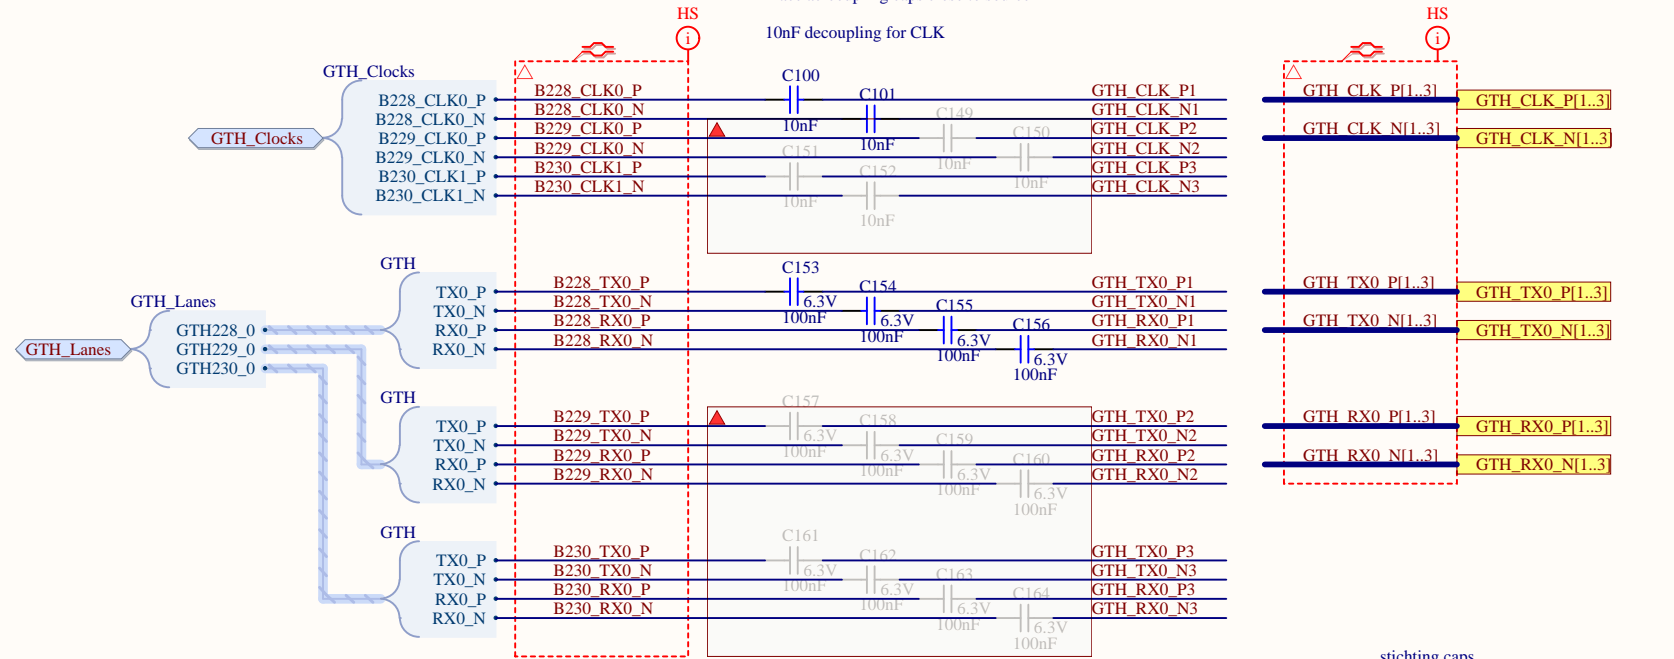 HS
HS
10nF decoupling for CLK
GTH_Clocks
GTH_Clocks
B228_CLK0_P
B228_CLK0_N
B229_CLK0_P
B229_CLK0_N
B230_CLK1_P
B230_CLK1_N
B228_CLK0_P
B228_CLK0_N
B229_CLK0_P
B229_CLK0_N
B230_CLK1_P
B230_CLK1_N
C100
10nF
C101
10nF
C149
10nF
C150
10nF
C151
10nF
C152
10nF
GTH_CLK_P1
GTH_CLK_N1
GTH_CLK_P2
GTH_CLK_N2
GTH_CLK_P3
GTH_CLK_N3
GTH_CLK_P[1..3]
GTH_CLK_P[1..3]
GTH_CLK_N[1..3]
GTH_CLK_N[1..3]
GTH_Lanes
GTH_Lanes
GTH228_0
GTH229_0
GTH230_0
GTH
TX0_P
TX0_N
RX0_P
RX0_N
B228_TX0_P
B228_TX0_N
B228_RX0_P
B228_RX0_N
C153
6.3V
100nF
C154
6.3V
100nF
C155
6.3V
100nF
C156
6.3V
100nF
GTH_TX0_P1
GTH_TX0_N1
GTH_RX0_P1
GTH_RX0_N1
GTH_TX0_P[1..3]
GTH_TX0_P[1..3]
GTH_TX0_N[1..3]
GTH_TX0_N[1..3]
GTH
TX0_P
TX0_N
RX0_P
RX0_N
B229_TX0_P
B229_TX0_N
B229_RX0_P
B229_RX0_N
C157
6.3V
100nF
C158
6.3V
100nF
C159
6.3V
100nF
C160
6.3V
100nF
GTH_TX0_P2
GTH_TX0_N2
GTH_RX0_P2
GTH_RX0_N2
GTH_RX0_P[1..3]
GTH_RX0_P[1..3]
GTH_RX0_N[1..3]
GTH_RX0_N[1..3]
GTH
TX0_P
TX0_N
RX0_P
RX0_N
B230_TX0_P
B230_TX0_N
B230_RX0_P
B230_RX0_N
C161
6.3V
100nF
C162
6.3V
100nF
C163
6.3V
100nF
C164
6.3V
100nF
GTH_TX0_P3
GTH_TX0_N3
GTH_RX0_P3
GTH_RX0_N3
stichting caps